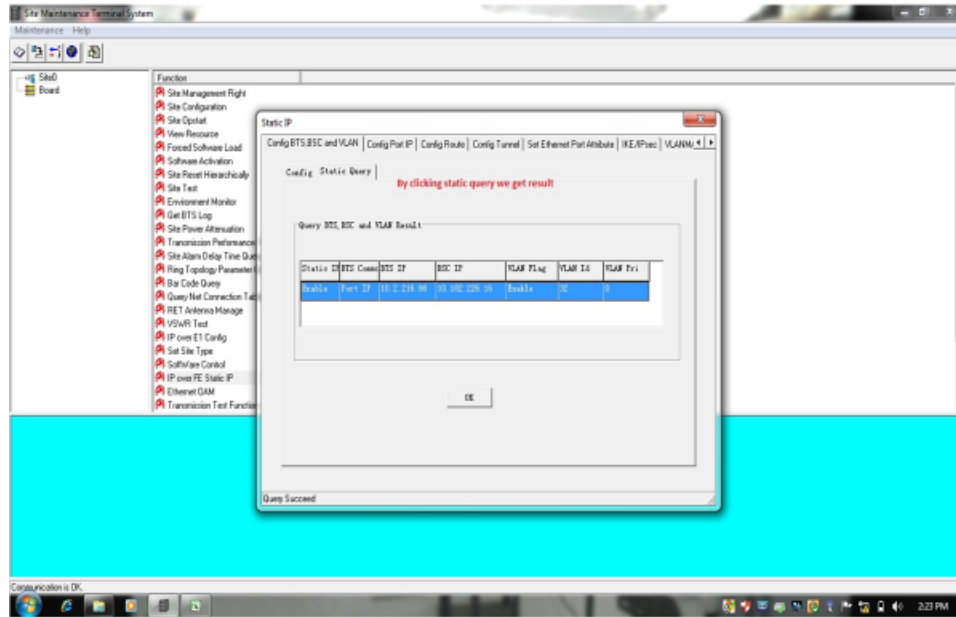 Site Maintenance Terminal System
Maintenance Help
Site0
Board
Function
Site Management Right
Site Configuration
Site Opstart
View Resource
Forced Software Load
Software Activation
Site Reset Hierarchically
Site Test
Environment Monitor
Get BTS Log
Site Power Attenuation
Transmission Performance
Site Alarm Delay Time Que
Ring Topology Parameter
Bar Code Query
Query Net Connection Tab
RET Antenna Manage
VSWR Test
IP over E1 Config
Set Site Type
Software Control
IP over FE Static IP
Ethernet OAM
Transmission Test Function
Static IP
Config BTS,BSC and VLAN Config Port IP Config Route Config Tunnel Set Ethernet Port Attribute IKE/IPsec VLANMA
Config Static Query
By clicking static query we get result
Query BTS, BSC and VLAN Result
Static IP BTS Comm BTS IP BSC IP VLAN Flag VLAN Id VLAN Pri
Enable Port IP Enable 32 0
OK
Query Succeed
Communication is OK.
2:23 PM